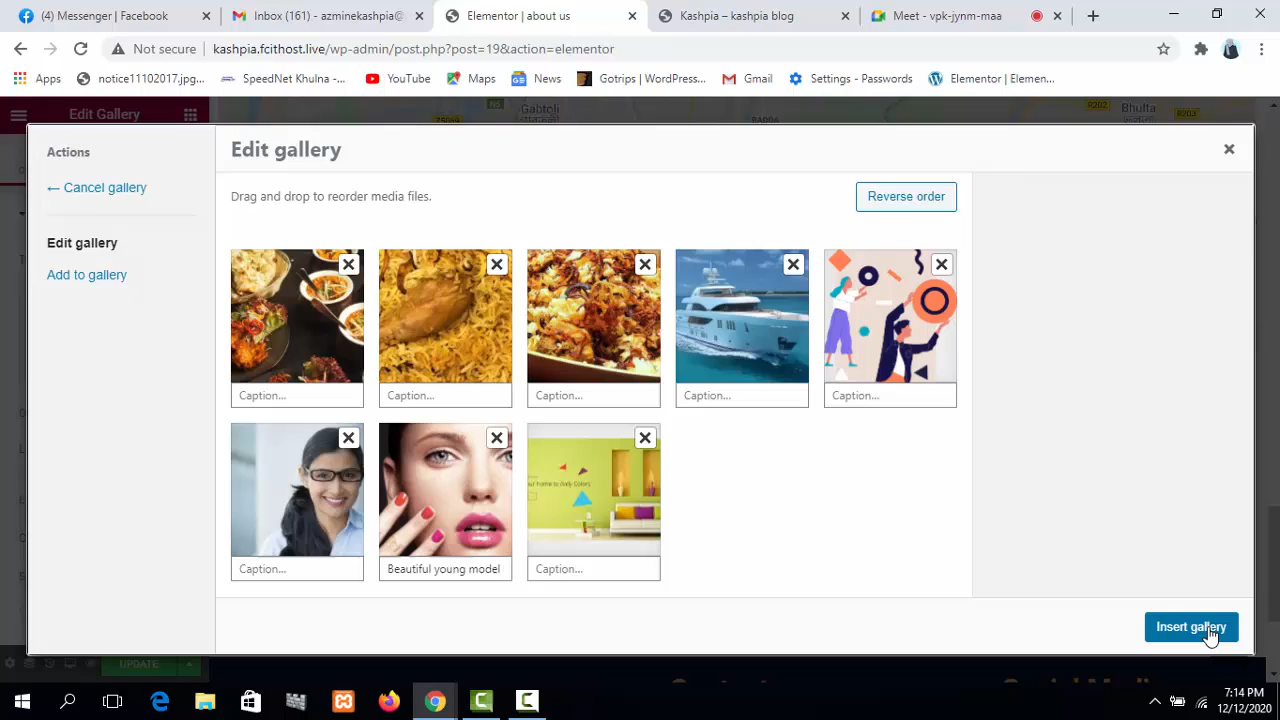 (4) Messenger | Facebook
Inbox (161) - azminekashpia@
Elementor | about us
Kashpia – kashpia blog
Meet - vpk-jynm-maa
Not secure
kashpia.fcithost.live/wp-admin/post.php?post=19&action=elementor
Apps
notice11102017.jpg...
SpeedNet Khulna -...
YouTube
Maps
News
Gotrips | WordPress...
Gmail
Settings - Passwords
Elementor | Elemen...
Edit Gallery
Gabtoli
Bhulta
R202
R203
N5
Actions
Edit gallery
← Cancel gallery
Drag and drop to reorder media files.
Reverse order
Edit gallery
Add to gallery
Caption...
Caption...
Caption...
Caption...
Caption...
Caption...
Beautiful young model
Caption...
Insert gallery
UPDATE
7:14 PM
12/12/2020